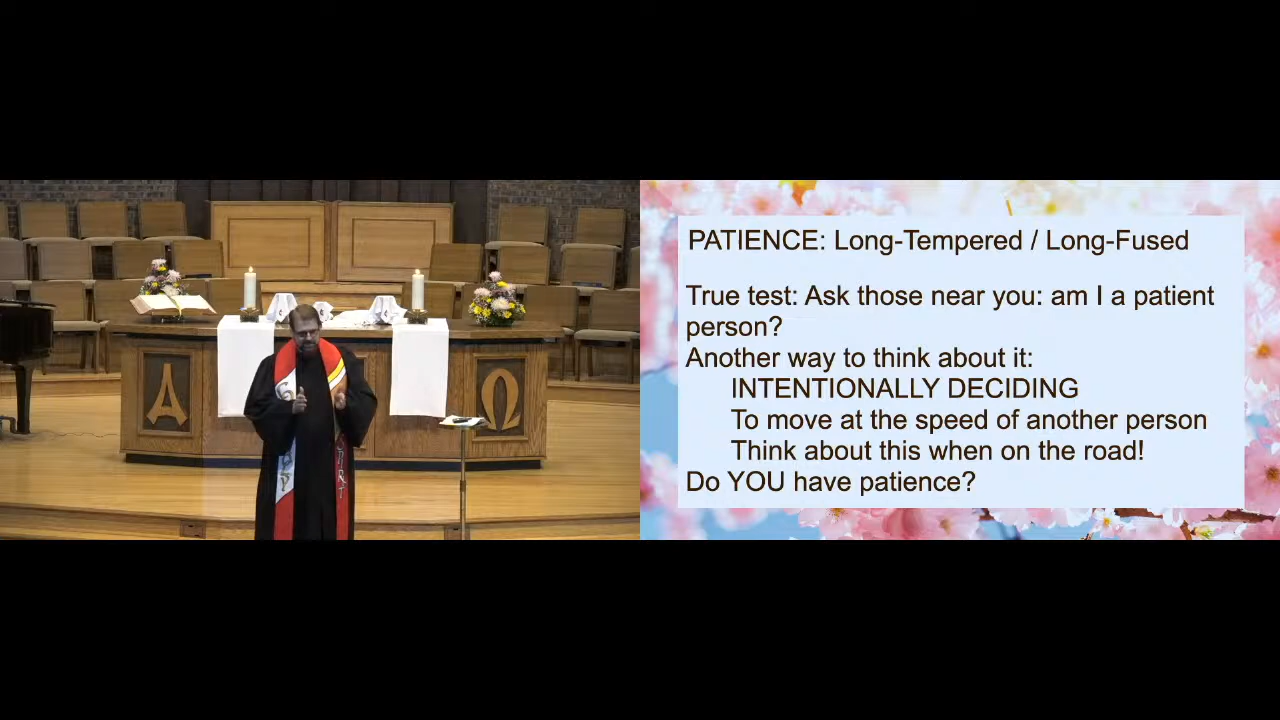 A
Ω
PATIENCE: Long-Tempered / Long-Fused
True test: Ask those near you: am I a patient
person?
Another way to think about it:
INTENTIONALLY DECIDING
To move at the speed of another person
Think about this when on the road!
Do YOU have patience?